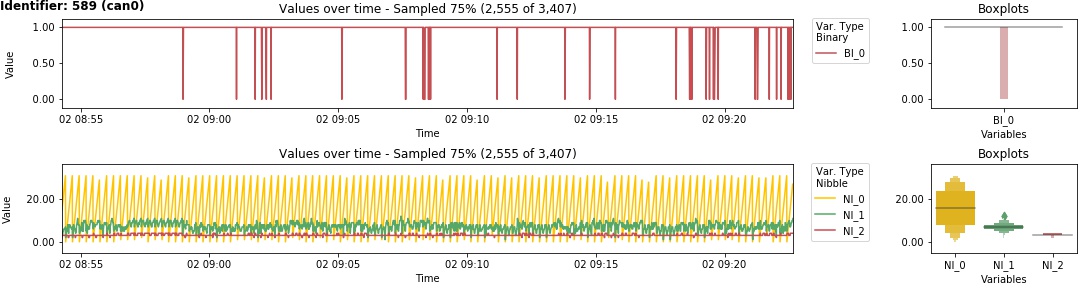 Identifier: 589 (can0)
Values over time - Sampled 75% (2,555 of 3,407)
Boxplots
Value
1.00
0.50
0.00
02 08:55
02 09:00
02 09:05
02 09:10
02 09:15
02 09:20
Time
Var. Type
Binary
BI_0
1.00
0.50
0.00
BI_0
Variables
Values over time - Sampled 75% (2,555 of 3,407)
Boxplots
Value
20.00
0.00
02 08:55
02 09:00
02 09:05
02 09:10
02 09:15
02 09:20
Time
Var. Type
Nibble
NI_0
NI_1
NI_2
20.00
0.00
NI_0
NI_1
NI_2
Variables